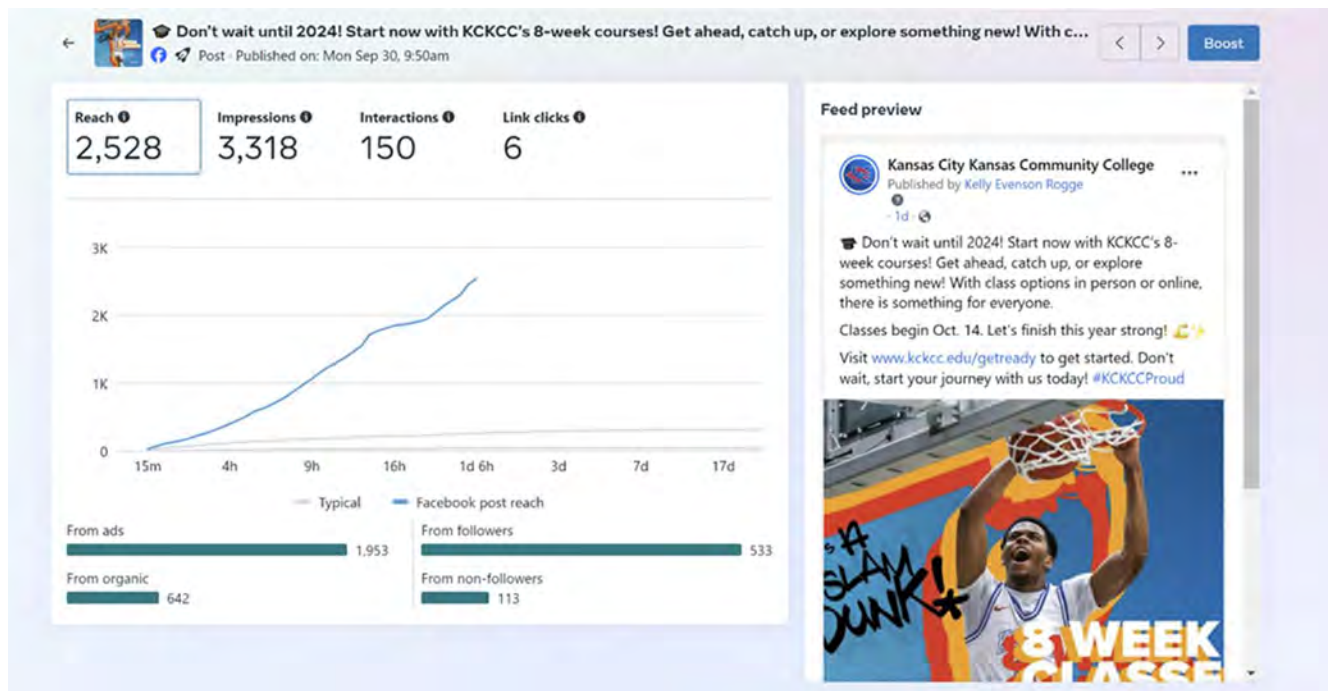 🎓 Don't wait until 2024! Start now with KCKCC's 8-week courses! Get ahead, catch up, or explore something new! With c...
Post · Published on: Mon Sep 30, 9:50am
Boost
Reach
2,528
Impressions
3,318
Interactions
150
Link clicks
6
3K
2K
1K
0
15m 4h 9h 16h 1d 6h 3d 7d 17d
Typical Facebook post reach
From ads
1,953
From organic
642
From followers
533
From non-followers
113
Feed preview
Kansas City Kansas Community College
Published by Kelly Evenson Rogge
· 1d ·
🎓 Don't wait until 2024! Start now with KCKCC's 8-
week courses! Get ahead, catch up, or explore
something new! With class options in person or online,
there is something for everyone.
Classes begin Oct. 14. Let's finish this year strong!
Visit www.kckcc.edu/getready to get started. Don't
wait, start your journey with us today! #KCKCCProud
A
SLAM
DUNK!
8 WEEK
CLASSE